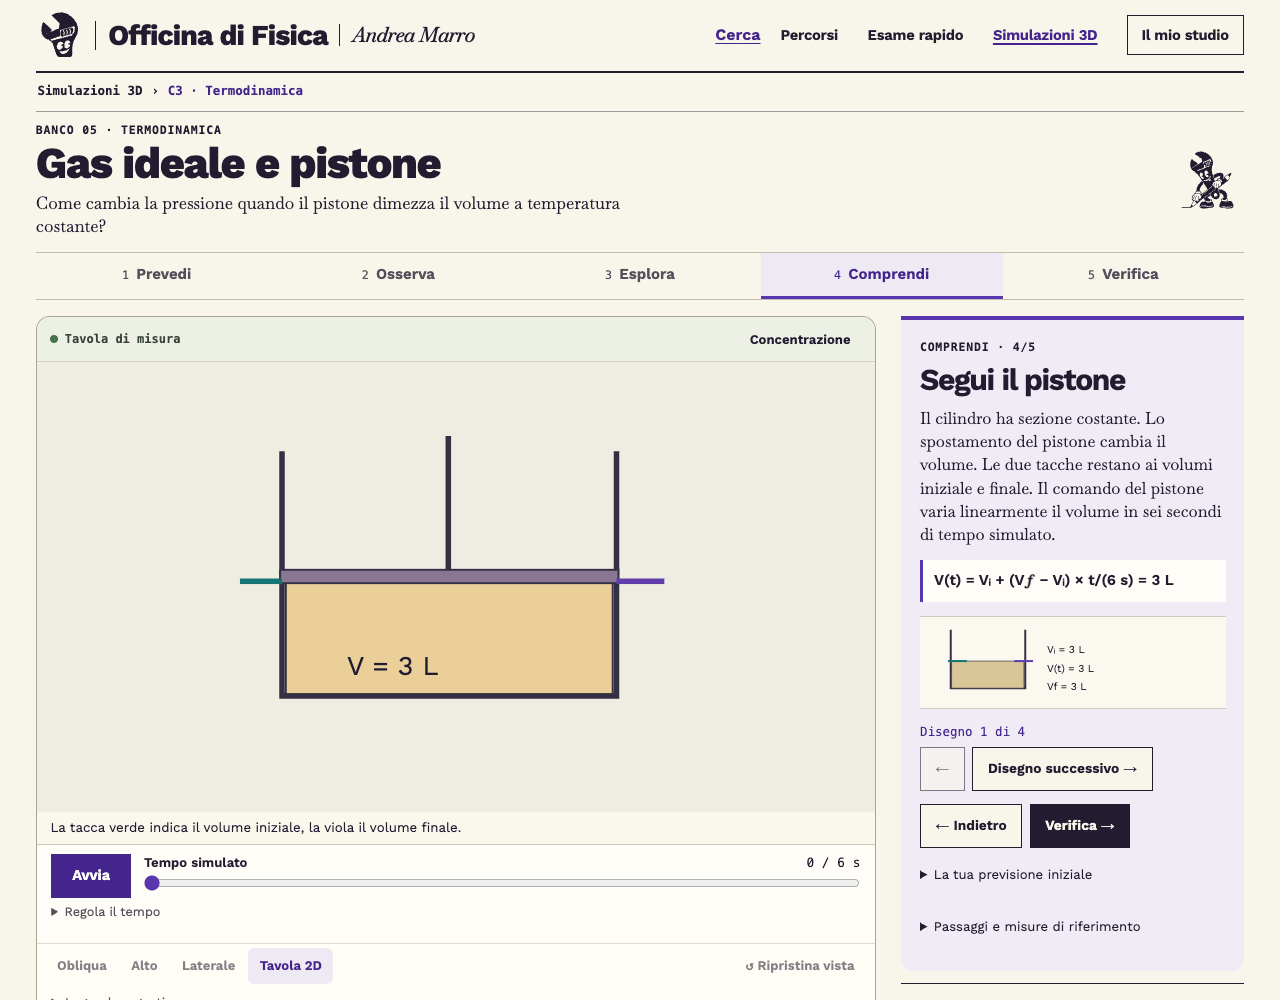 Officina di Fisica
Andrea Marro
Cerca
Percorsi
Esame rapido
Simulazioni 3D
Il mio studio
Simulazioni 3D › C3 · Termodinamica
BANCO 05 · TERMODINAMICA
Gas ideale e pistone
Come cambia la pressione quando il pistone dimezza il volume a temperatura
costante?
1 Prevedi
2 Osserva
3 Esplora
4 Comprendi
5 Verifica
Tavola di misura
Concentrazione
V = 3 L
La tacca verde indica il volume iniziale, la viola il volume finale.
Avvia
Tempo simulato
0 / 6 s
▶ Regola il tempo
Obliqua
Alto
Laterale
Tavola 2D
↺ Ripristina vista
COMPRENDI · 4/5
Segui il pistone
Il cilindro ha sezione costante. Lo
spostamento del pistone cambia il
volume. Le due tacche restano ai volumi
iniziale e finale. Il comando del pistone
varia linearmente il volume in sei secondi
di tempo simulato.
V(t) = Vᵢ + (V𝑓 − Vᵢ) × t/(6 s) = 3 L
Vᵢ = 3 L
V(t) = 3 L
Vf = 3 L
Disegno 1 di 4
←
Disegno successivo →
← Indietro
Verifica →
▶ La tua previsione iniziale
▶ Passaggi e misure di riferimento